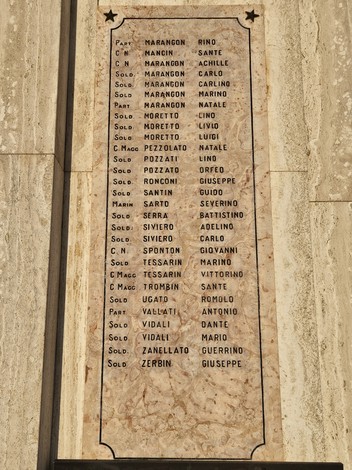 PART MARANGON RINO
C N MANCIN SANTE
C N MARANGON ACHILLE
SOLD. MARANGON CARLO
SOLD MARANGON CARLINO
SOLD. MARANGON MARINO
PART MARANGON NATALE
SOLD MORETTO LINO
SOLD MORETTO LIVIO
SOLD MORETTO LUIGI
C.MAGG PEZZOLATO NATALE
SOLD POZZATI LINO
SOLD POZZATO ORFEO
SOLD. RONCONI GIUSEPPE
SOLD SANTIN GUIDO
MARIN SARTO SEVERINO
SOLD SERRA BATTISTINO
SOLD. SIVIERO ADELINO
SOLD SIVIERO CARLO
C. N SPONTON GIOVANNI
SOLD TESSARIN MARINO
C MAGG TESSARIN VITTORINO
C MAGG TROMBIN SANTE
SOLD UGATO ROMOLO
PART VALLATI ANTONIO
SOLD VIDALI DANTE
SOLD VIDALI MARIO
SOLD. ZANELLATO GUERRINO
SOLD ZERBIN GIUSEPPE